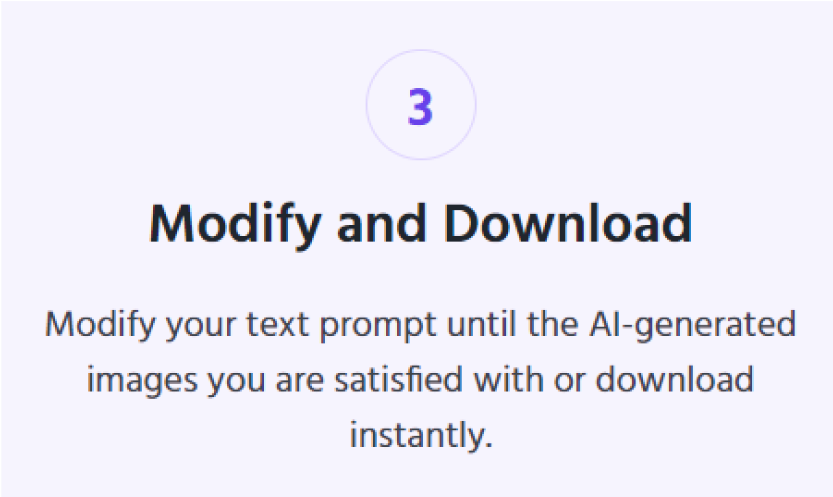 3
Modify and Download
Modify your text prompt until the AI-generated
images you are satisfied with or download
instantly.